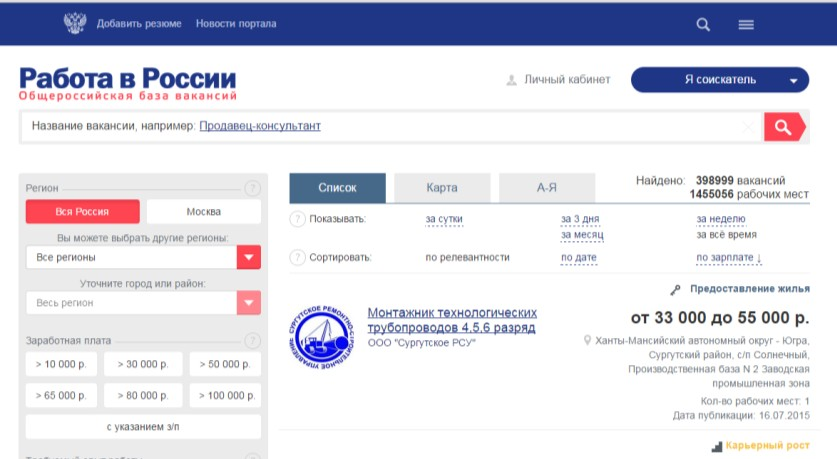 Добавить резюме Новости портала
Работа в России
Общероссийская база вакансий
Личный кабинет
Я соискатель
Название вакансии, например: Продавец-консультант
Регион ?
Вся Россия Москва
Вы можете выбрать другие регионы:
Все регионы
Уточните город или район:
Весь регион
Заработная плата ?
> 10 000 р. > 30 000 р. > 50 000 р.
> 65 000 р. > 80 000 р. > 100 000 р.
с указанием з/п
Список Карта А-Я
Найдено: 398999 вакансий
1455056 рабочих мест
? Показывать: за сутки за 3 дня за неделю
за месяц за всё время
? Сортировать: по релевантности по дате по зарплате ↓
Предоставление жилья
СУРГУТСКОЕ РЕМОНТНО-СТРОИТЕЛЬНОЕ УПРАВЛЕНИЕ
Монтажник технологических
трубопроводов 4,5,6 разряд
ООО "Сургутское РСУ"
от 33 000 до 55 000 р.
Ханты-Мансийский автономный округ - Югра,
Сургутский район, с/п Солнечный,
Производственная база N 2 Заводская
промышленная зона
Кол-во рабочих мест: 1
Дата публикации: 16.07.2015
Карьерный рост